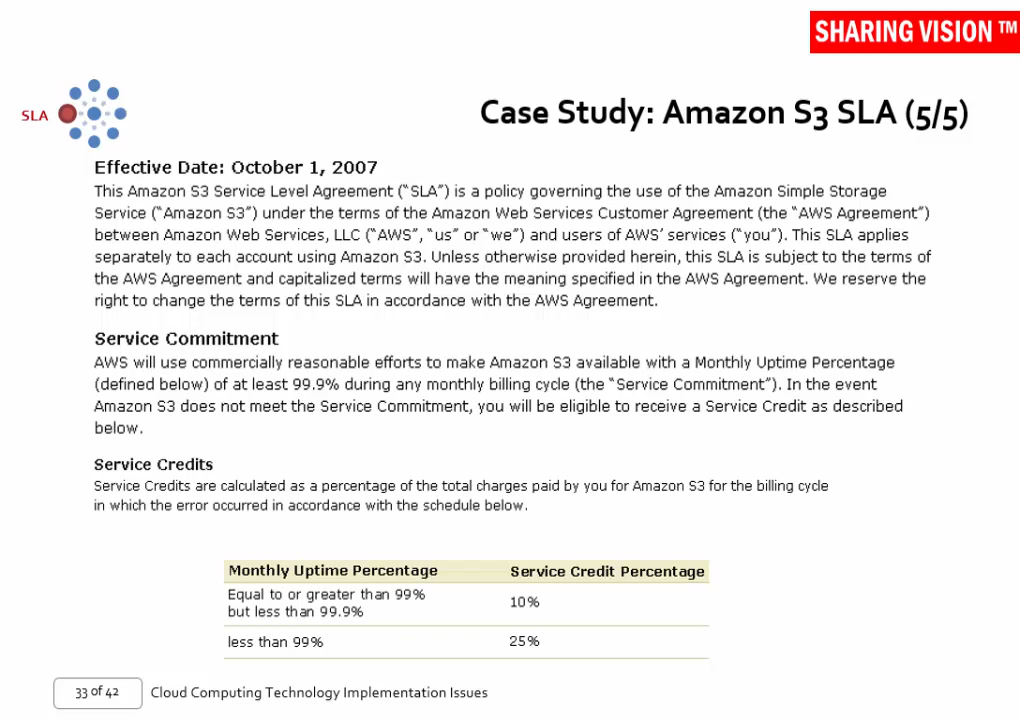 SHARING VISION ™
SLA
Case Study: Amazon S3 SLA (5/5)
Effective Date: October 1, 2007
This Amazon S3 Service Level Agreement (“SLA”) is a policy governing the use of the Amazon Simple Storage
Service (“Amazon S3”) under the terms of the Amazon Web Services Customer Agreement (the “AWS Agreement”)
between Amazon Web Services, LLC (“AWS”, “us” or “we”) and users of AWS’ services (“you”). This SLA applies
separately to each account using Amazon S3. Unless otherwise provided herein, this SLA is subject to the terms of
the AWS Agreement and capitalized terms will have the meaning specified in the AWS Agreement. We reserve the
right to change the terms of this SLA in accordance with the AWS Agreement.
Service Commitment
AWS will use commercially reasonable efforts to make Amazon S3 available with a Monthly Uptime Percentage
(defined below) of at least 99.9% during any monthly billing cycle (the “Service Commitment”). In the event
Amazon S3 does not meet the Service Commitment, you will be eligible to receive a Service Credit as described
below.
Service Credits
Service Credits are calculated as a percentage of the total charges paid by you for Amazon S3 for the billing cycle
in which the error occurred in accordance with the schedule below.
Monthly Uptime Percentage Service Credit Percentage
Equal to or greater than 99%
but less than 99.9%
10%
less than 99% 25%
33 of 42 Cloud Computing Technology Implementation Issues